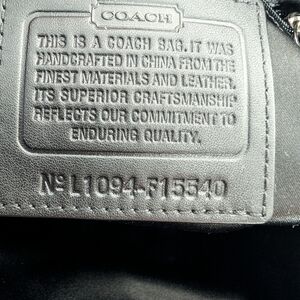 COACH
THIS IS A COACH BAG. IT WAS
HANDCRAFTED IN CHINA FROM THE
FINEST MATERIALS AND LEATHER.
ITS SUPERIOR CRAFTSMANSHIP
REFLECTS OUR COMMITMENT TO
ENDURING QUALITY.
Nº L1094-F15540